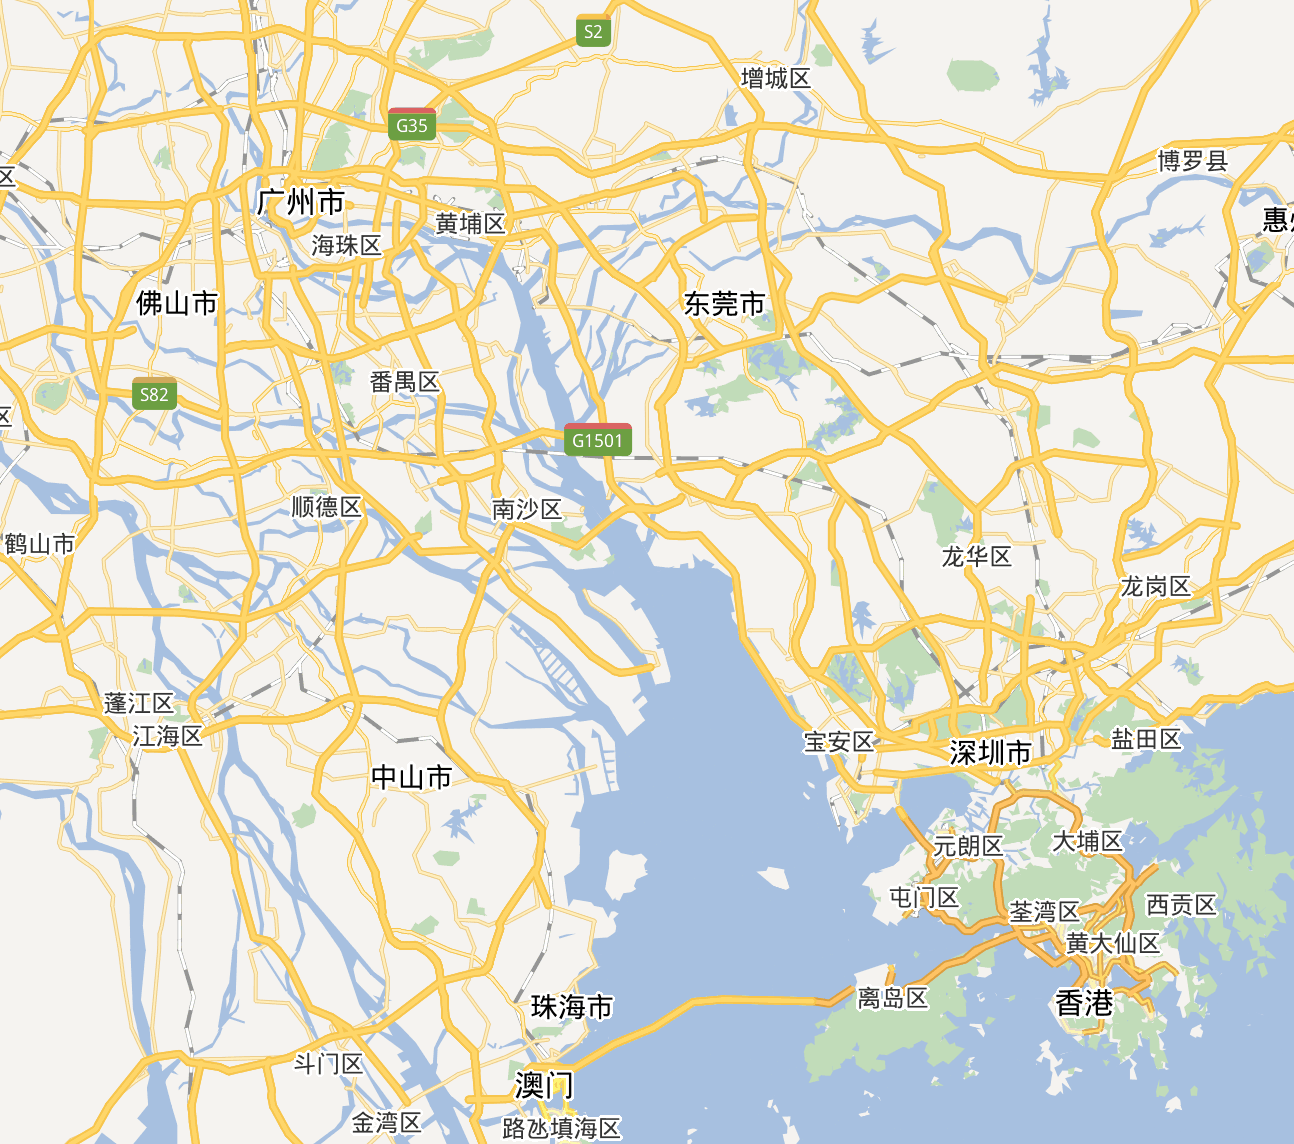 S2
增城区
G35
博罗县
区
广州市
黄埔区
惠
海珠区
佛山市
东莞市
番禺区
S82
区
G1501
顺德区
南沙区
鹤山市
龙华区
龙岗区
蓬江区
江海区
宝安区
盐田区
深圳市
中山市
元朗区
大埔区
屯门区
荃湾区
西贡区
黄大仙区
离岛区
香港
珠海市
斗门区
澳门
金湾区
路氹填海区